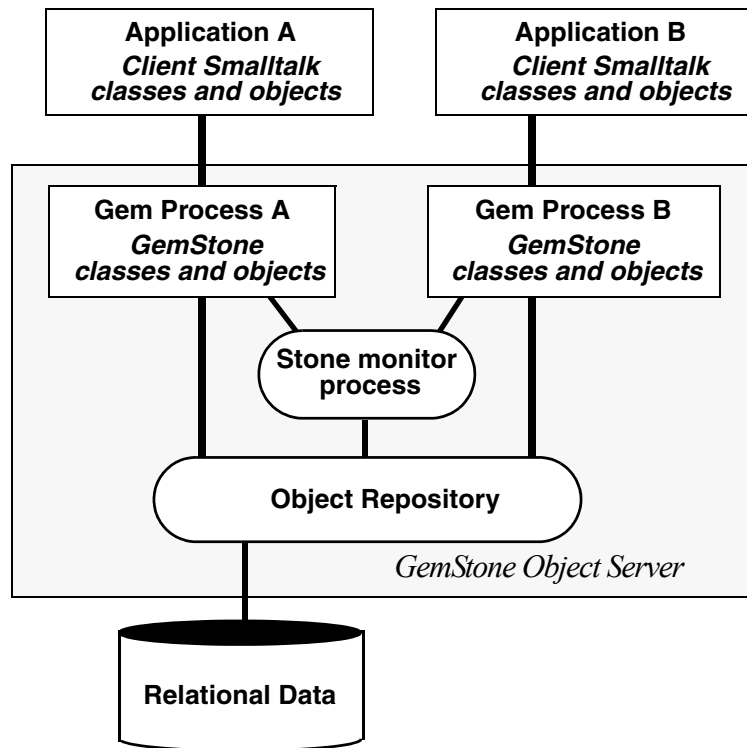 Application A
Client Smalltalk
classes and objects
Application B
Client Smalltalk
classes and objects
Gem Process A
GemStone
classes and objects
Gem Process B
GemStone
classes and objects
Stone monitor
process
Object Repository
GemStone Object Server
Relational Data